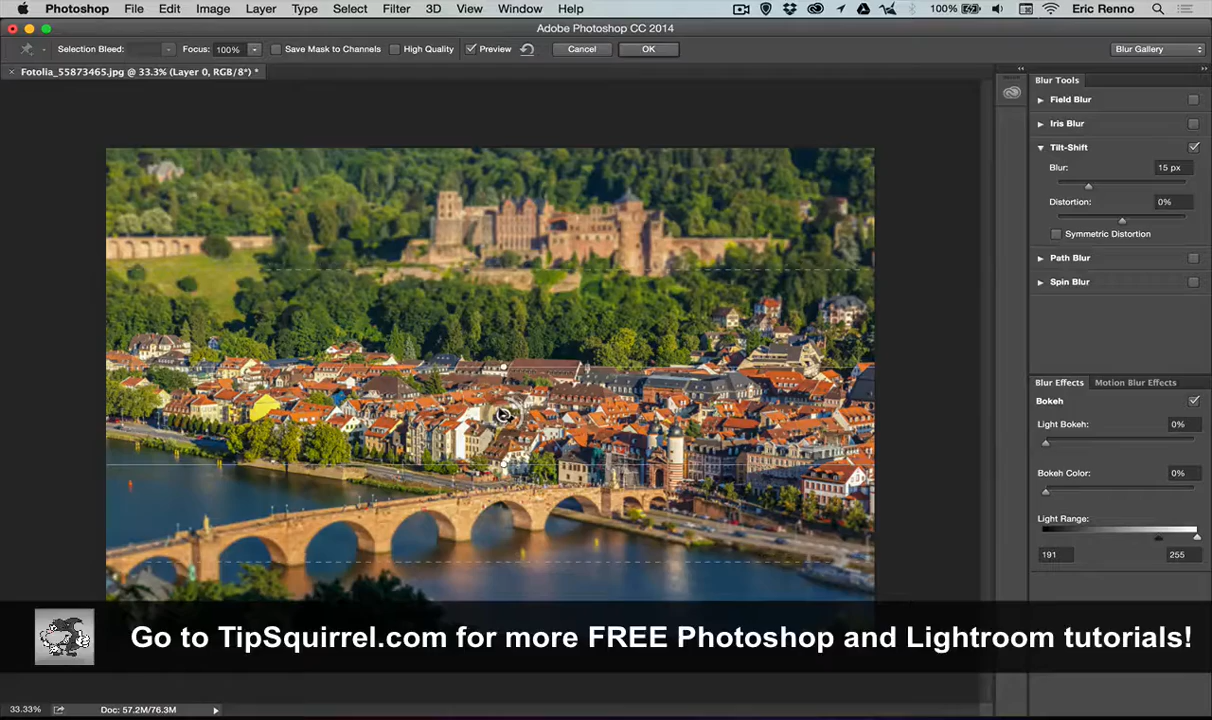 Photoshop File Edit Image Layer Type Select Filter 3D View Window Help 100% Eric Renno
Adobe Photoshop CC 2014
Selection Bleed: Focus: 100% Save Mask to Channels High Quality Preview Cancel OK Blur Gallery
Fotolia_55873465.jpg @ 33.3% (Layer 0, RGB/8*) *
Blur Tools
Field Blur
Iris Blur
Tilt-Shift
Blur: 15 px
Distortion: 0%
Symmetric Distortion
Path Blur
Spin Blur
Blur Effects Motion Blur Effects
Bokeh
Light Bokeh: 0%
Bokeh Color: 0%
Light Range:
191 255
Go to TipSquirrel.com for more FREE Photoshop and Lightroom tutorials!
33.33% Doc: 57.2M/76.3M